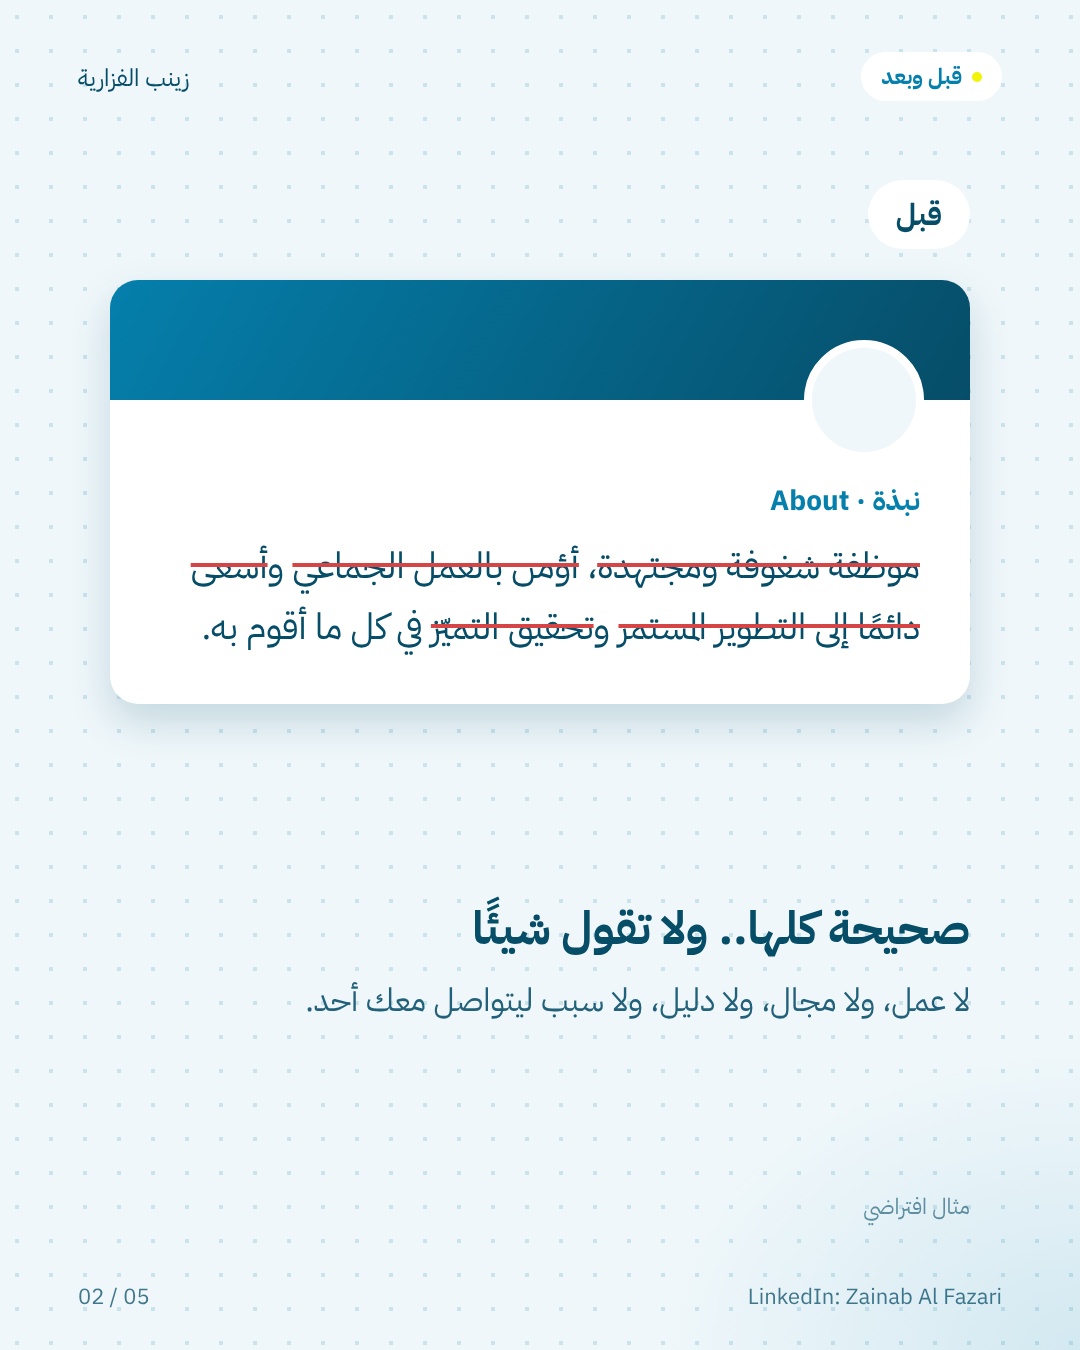 قبل وبعد
زينب الفزارية
قبل
نبذة · About
موظفة شغوفة ومجتهدة، أؤمن بالعمل الجماعي وأسعى
دائمًا إلى التطوير المستمر وتحقيق التميّز في كل ما أقوم به.
صحيحة كلها.. ولا تقول شيئًا
لا عمل، ولا مجال، ولا دليل، ولا سبب ليتواصل معك أحد.
مثال افتراضي
LinkedIn: Zainab Al Fazari
02 / 05